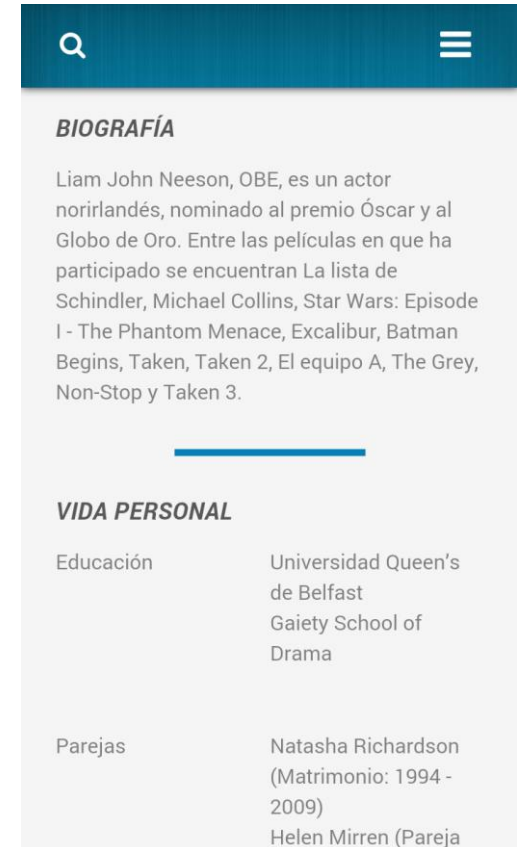 BIOGRAFÍA
Liam John Neeson, OBE, es un actor
norirlandés, nominado al premio Óscar y al
Globo de Oro. Entre las películas en que ha
participado se encuentran La lista de
Schindler, Michael Collins, Star Wars: Episode
I - The Phantom Menace, Excalibur, Batman
Begins, Taken, Taken 2, El equipo A, The Grey,
Non-Stop y Taken 3.
VIDA PERSONAL
Educación
Universidad Queen's
de Belfast
Gaiety School of
Drama
Parejas
Natasha Richardson
(Matrimonio: 1994 -
2009)
Helen Mirren (Pareja